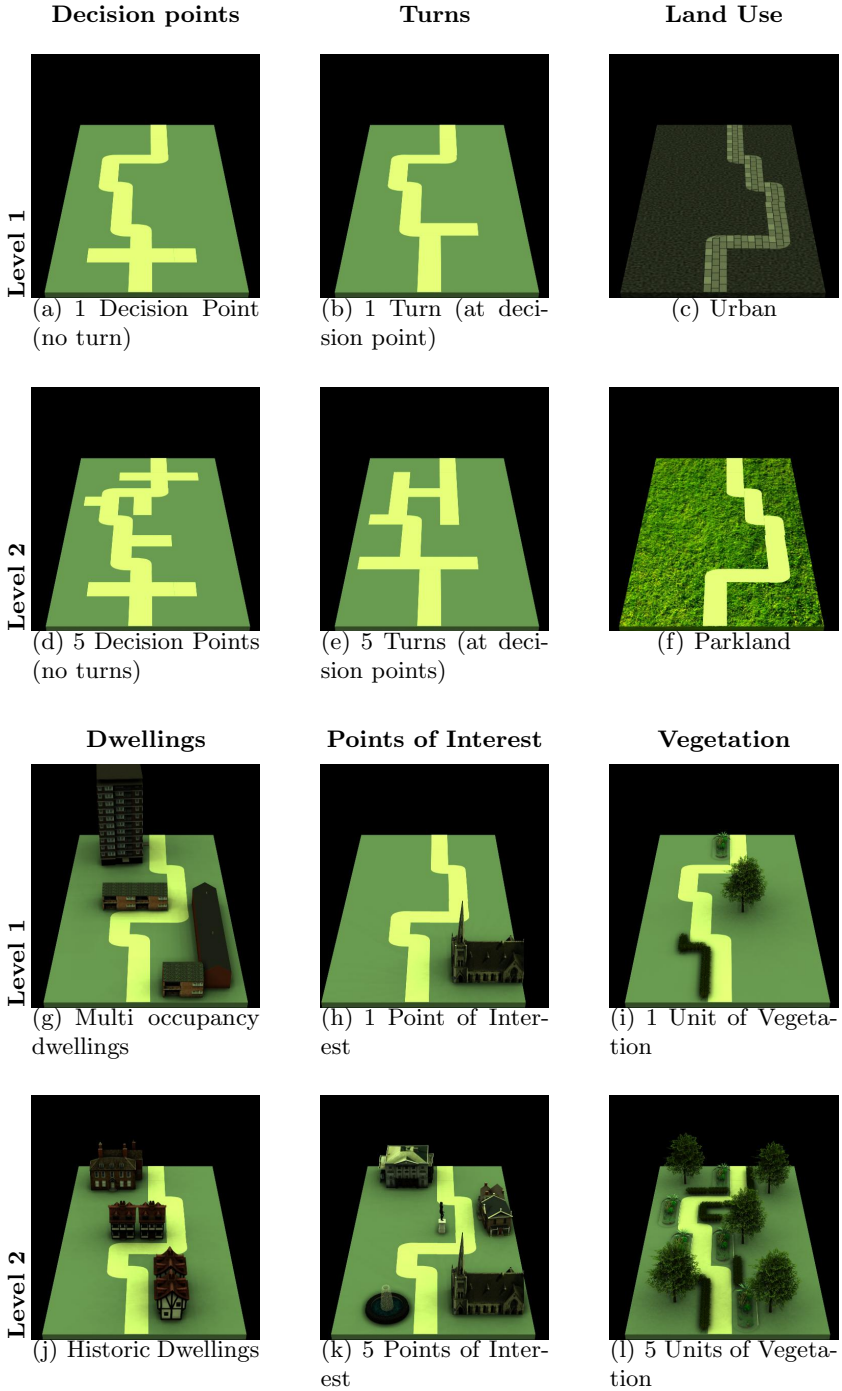 Decision points
Turns
Land Use
Level 1
(a) 1 Decision Point
(no turn)
(b) 1 Turn (at deci-
sion point)
(c) Urban
Level 2
(d) 5 Decision Points
(no turns)
(e) 5 Turns (at deci-
sion points)
(f) Parkland
Dwellings
Points of Interest
Vegetation
Level 1
(g) Multi occupancy
dwellings
(h) 1 Point of Inter-
est
(i) 1 Unit of Vegeta-
tion
Level 2
(j) Historic Dwellings
(k) 5 Points of Inter-
est
(l) 5 Units of Vegeta-
tion